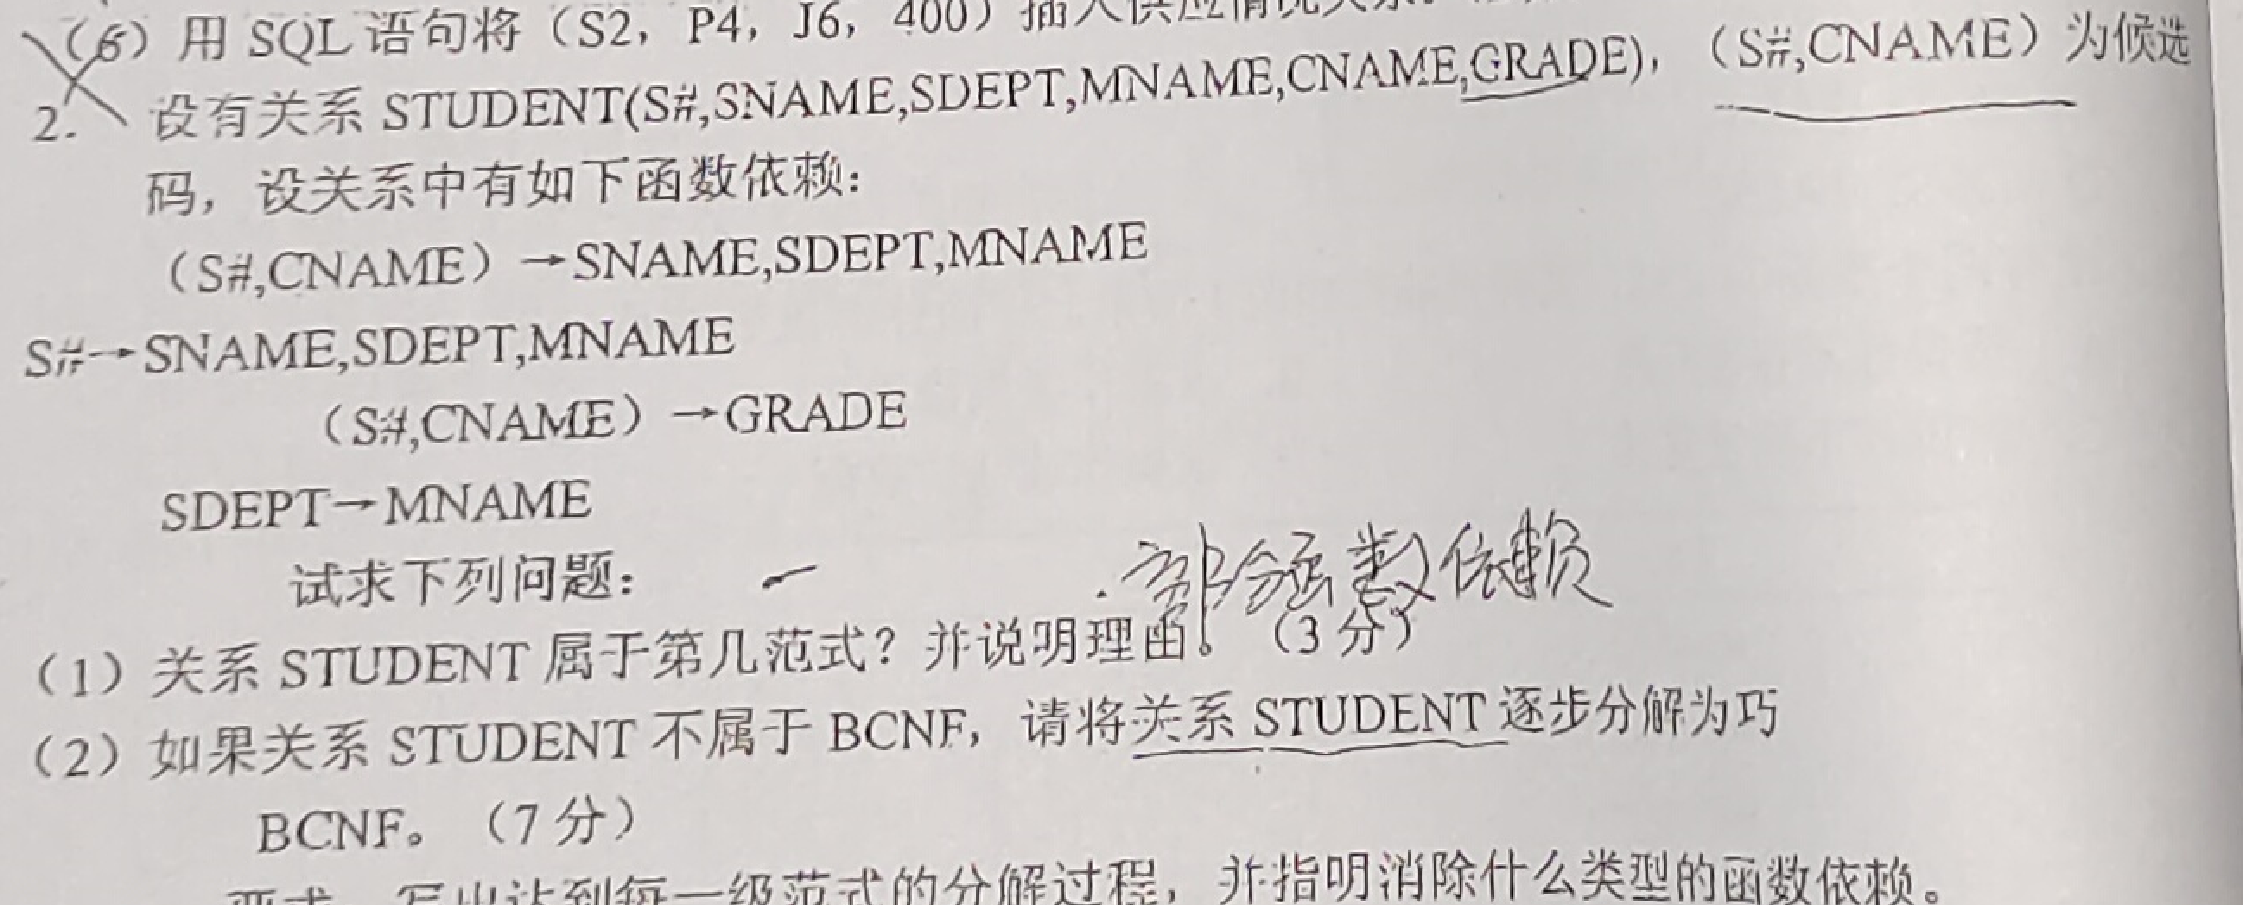 （6）用 SQL 语句将（S2，P4，J6，400）插入供应情况关系
2. 设有关系 STUDENT(S#,SNAME,SDEPT,MNAME,CNAME,GRADE)，（S#,CNAME）为候选
码，设关系中有如下函数依赖：
（S#,CNAME）→SNAME,SDEPT,MNAME
S#→SNAME,SDEPT,MNAME
（S#,CNAME）→GRADE
SDEPT→MNAME
试求下列问题：
部分函数依赖
（1）关系 STUDENT 属于第几范式？并说明理由。（3 分）
（2）如果关系 STUDENT 不属于 BCNF，请将关系 STUDENT 逐步分解为巧
BCNF。（7 分）
要求：写出达到每一级范式的分解过程，并指明消除什么类型的函数依赖。